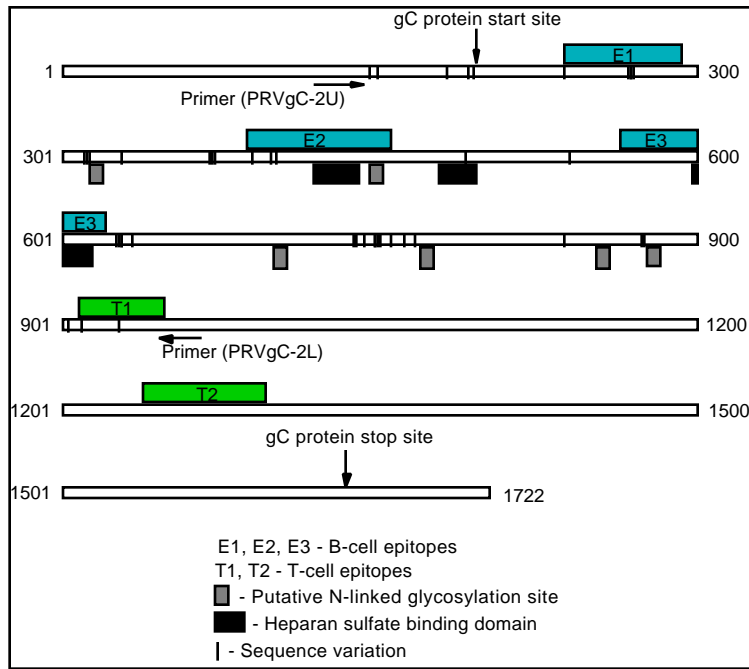 gC protein start site
E1
1
300
Primer (PRVgC-2U)
E2
E3
301
600
E3
601
900
T1
901
1200
Primer (PRVgC-2L)
T2
1201
1500
gC protein stop site
1501
1722
E1, E2, E3 - B-cell epitopes
T1, T2 - T-cell epitopes
- Putative N-linked glycosylation site
- Heparan sulfate binding domain
- Sequence variation